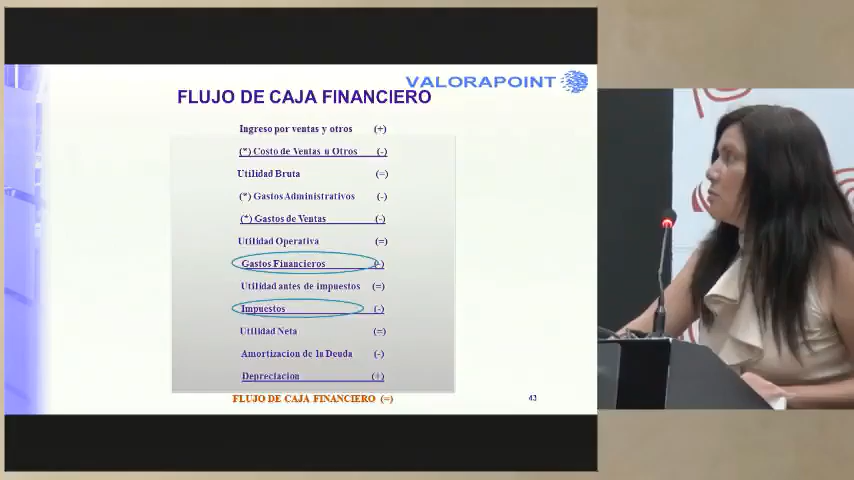 VALORAPOINT
FLUJO DE CAJA FINANCIERO
Ingreso por ventas y otros (+)
(*) Costo de Ventas u Otros (-)
Utilidad Bruta (=)
(*) Gastos Administrativos (-)
(*) Gastos de Ventas (-)
Utilidad Operativa (=)
Gastos Financieros (-)
Utilidad antes de impuestos (=)
Impuestos (-)
Utilidad Neta (=)
Amortizacion de la Deuda (-)
Depreciacion (+)
FLUJO DE CAJA FINANCIERO (=)
43